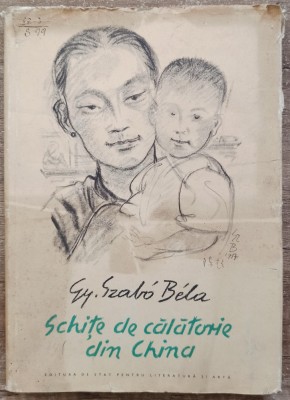 Gy. Szabó Béla
Schițe de călătorie
din China
EDITURA DE STAT PENTRU LITERATURĂ ȘI ARTĂ